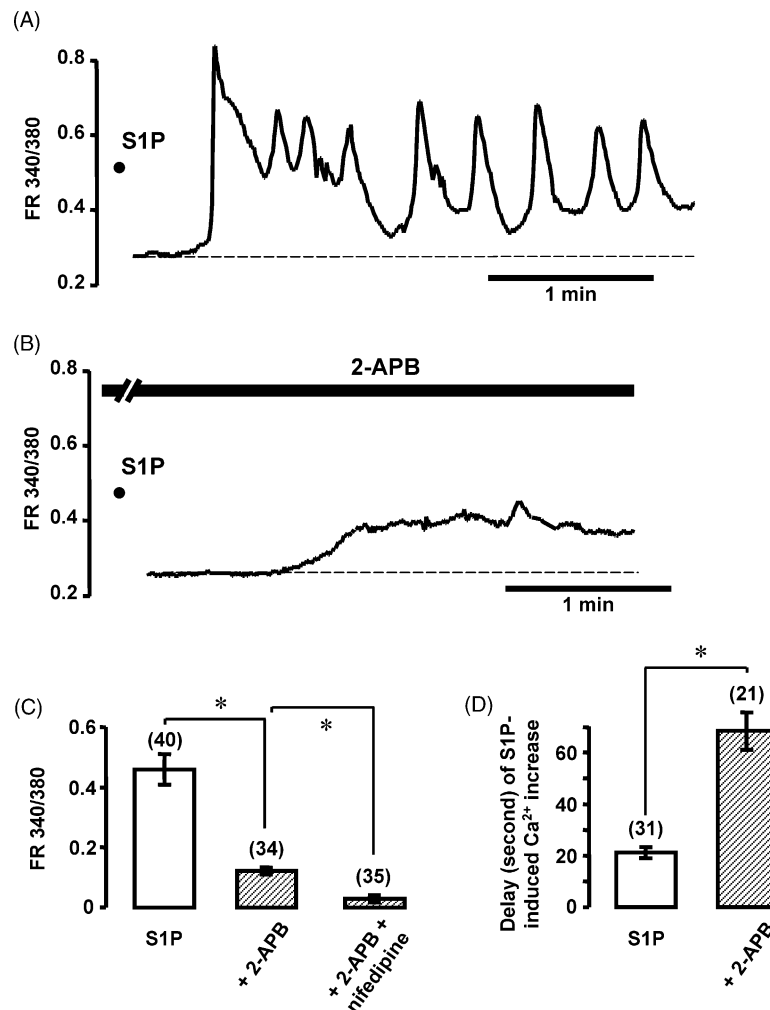 (A)
0.8
0.6
0.4
0.2
FR 340/380
S1P
1 min
(B)
0.8
0.6
0.4
0.2
FR 340/380
2-APB
S1P
1 min
(C)
0.6
0.4
0.2
0
FR 340/380
(40)
(34)
(35)
*
*
S1P
+ 2-APB
+ 2-APB +
nifedipine
(D)
60
40
20
0
Delay (second) of S1P-
induced Ca²⁺ increase
(31)
(21)
*
S1P
+ 2-APB